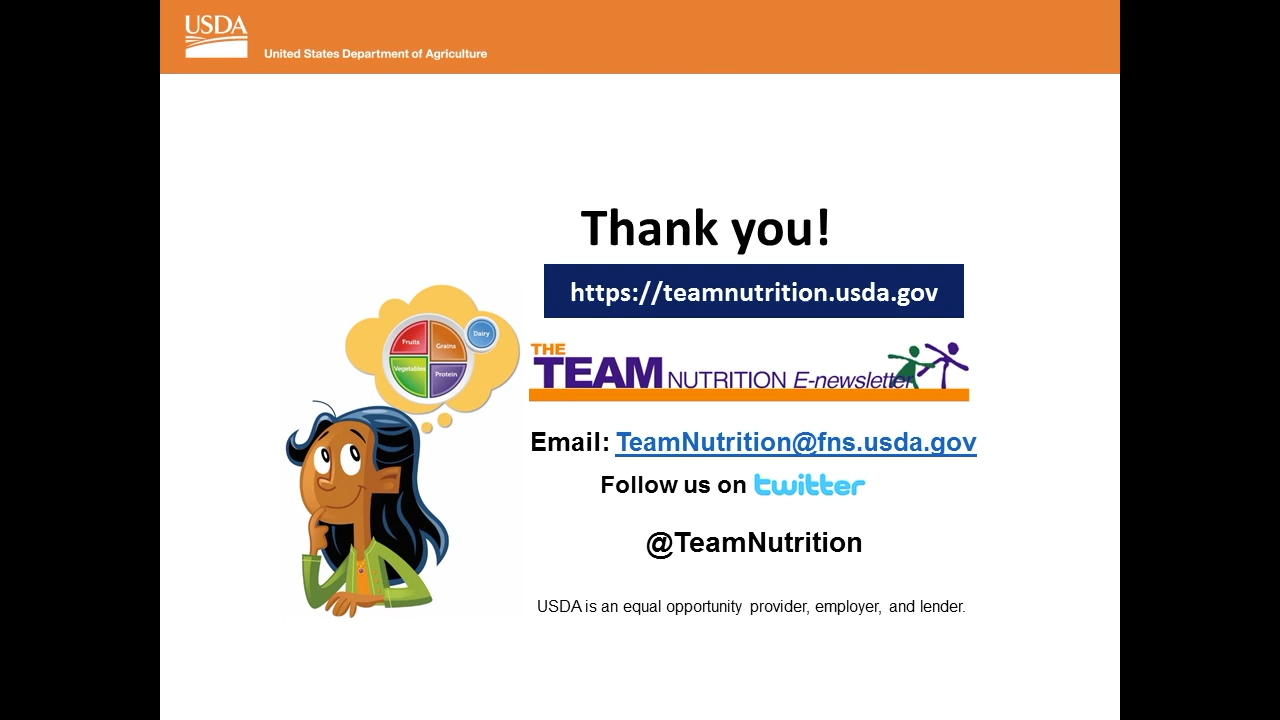 USDA
United States Department of Agriculture
Thank you!
https://teamnutrition.usda.gov
THE
TEAM NUTRITION E-newsletter
Fruits
Grains
Dairy
Vegetables
Protein
Email: TeamNutrition@fns.usda.gov
Follow us on twitter
@TeamNutrition
USDA is an equal opportunity provider, employer, and lender.